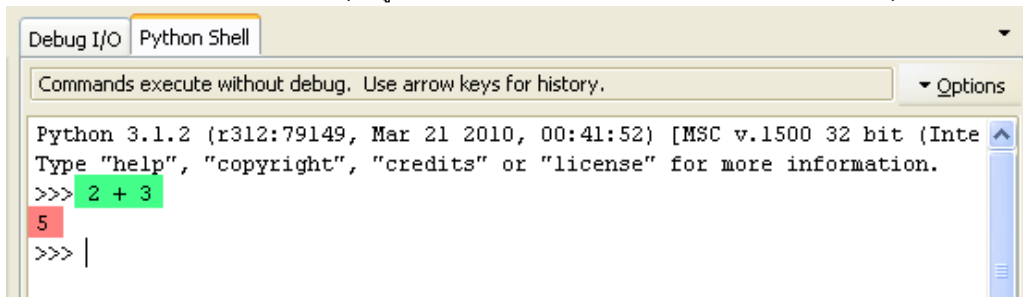 Debug I/O Python Shell
Commands execute without debug. Use arrow keys for history.
Options
Python 3.1.2 (r312:79149, Mar 21 2010, 00:41:52) [MSC v.1500 32 bit (Inte
Type "help", "copyright", "credits" or "license" for more information.
>>> 2 + 3
5
>>>